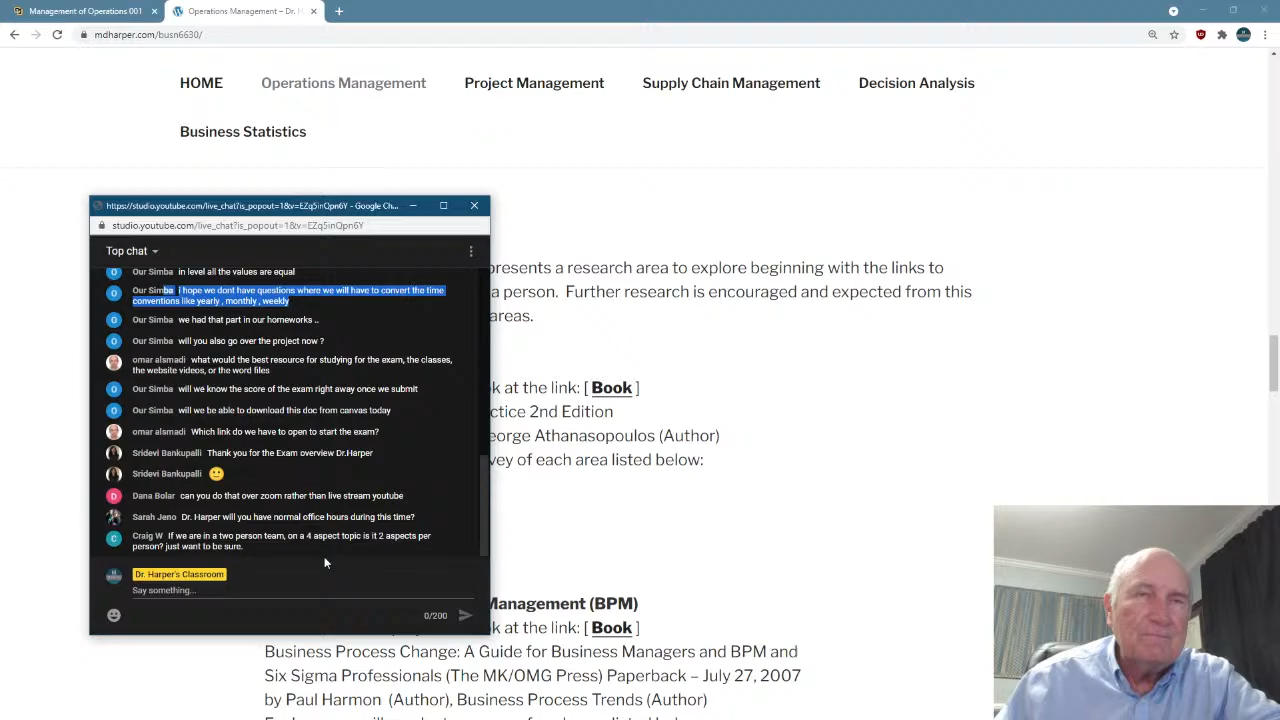 Management of Operations 001
Operations Management – Dr. H
mdharper.com/busn6630/
HOME
Operations Management
Project Management
Supply Chain Management
Decision Analysis
Business Statistics
presents a research area to explore beginning with the links to
a person. Further research is encouraged and expected from this
areas.
k at the link: [ Book ]
ctice 2nd Edition
eorge Athanasopoulos (Author)
vey of each area listed below:
Management (BPM)
k at the link: [ Book ]
Business Process Change: A Guide for Business Managers and BPM and
Six Sigma Professionals (The MK/OMG Press) Paperback – July 27, 2007
by Paul Harmon (Author), Business Process Trends (Author)
https://studio.youtube.com/live_chat?is_popout=1&v=EZq5inQpn6Y - Google Ch...
studio.youtube.com/live_chat?is_popout=1&v=EZq5inQpn6Y
Top chat
Our Simba in level all the values are equal
Our Simba i hope we dont have questions where we will have to convert the time
conventions like yearly , monthly , weekly
Our Simba we had that part in our homeworks ..
Our Simba will you also go over the project now ?
omar alsmadi what would the best resource for studying for the exam, the classes,
the website videos, or the word files
Our Simba will we know the score of the exam right away once we submit
Our Simba will we be able to download this doc from canvas today
omar alsmadi Which link do we have to open to start the exam?
Sridevi Bankupalli Thank you for the Exam overview Dr.Harper
Sridevi Bankupalli 🙂
Dana Bolar can you do that over zoom rather than live stream youtube
Sarah Jeno Dr. Harper will you have normal office hours during this time?
Craig W If we are in a two person team, on a 4 aspect topic is it 2 aspects per
person? just want to be sure.
Dr. Harper's Classroom
Say something...
0/200